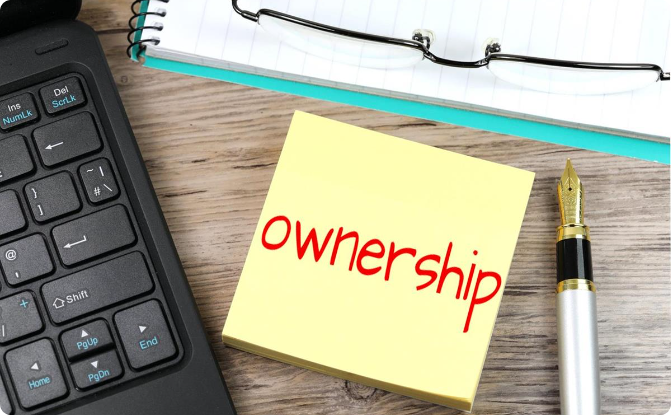 Ins
NumLk
Del
ScrLk
←
}
]
~ |
# \
@
,
↵
+
/
⇧ Shift
PgUp
End
Home
PgDn
ownership